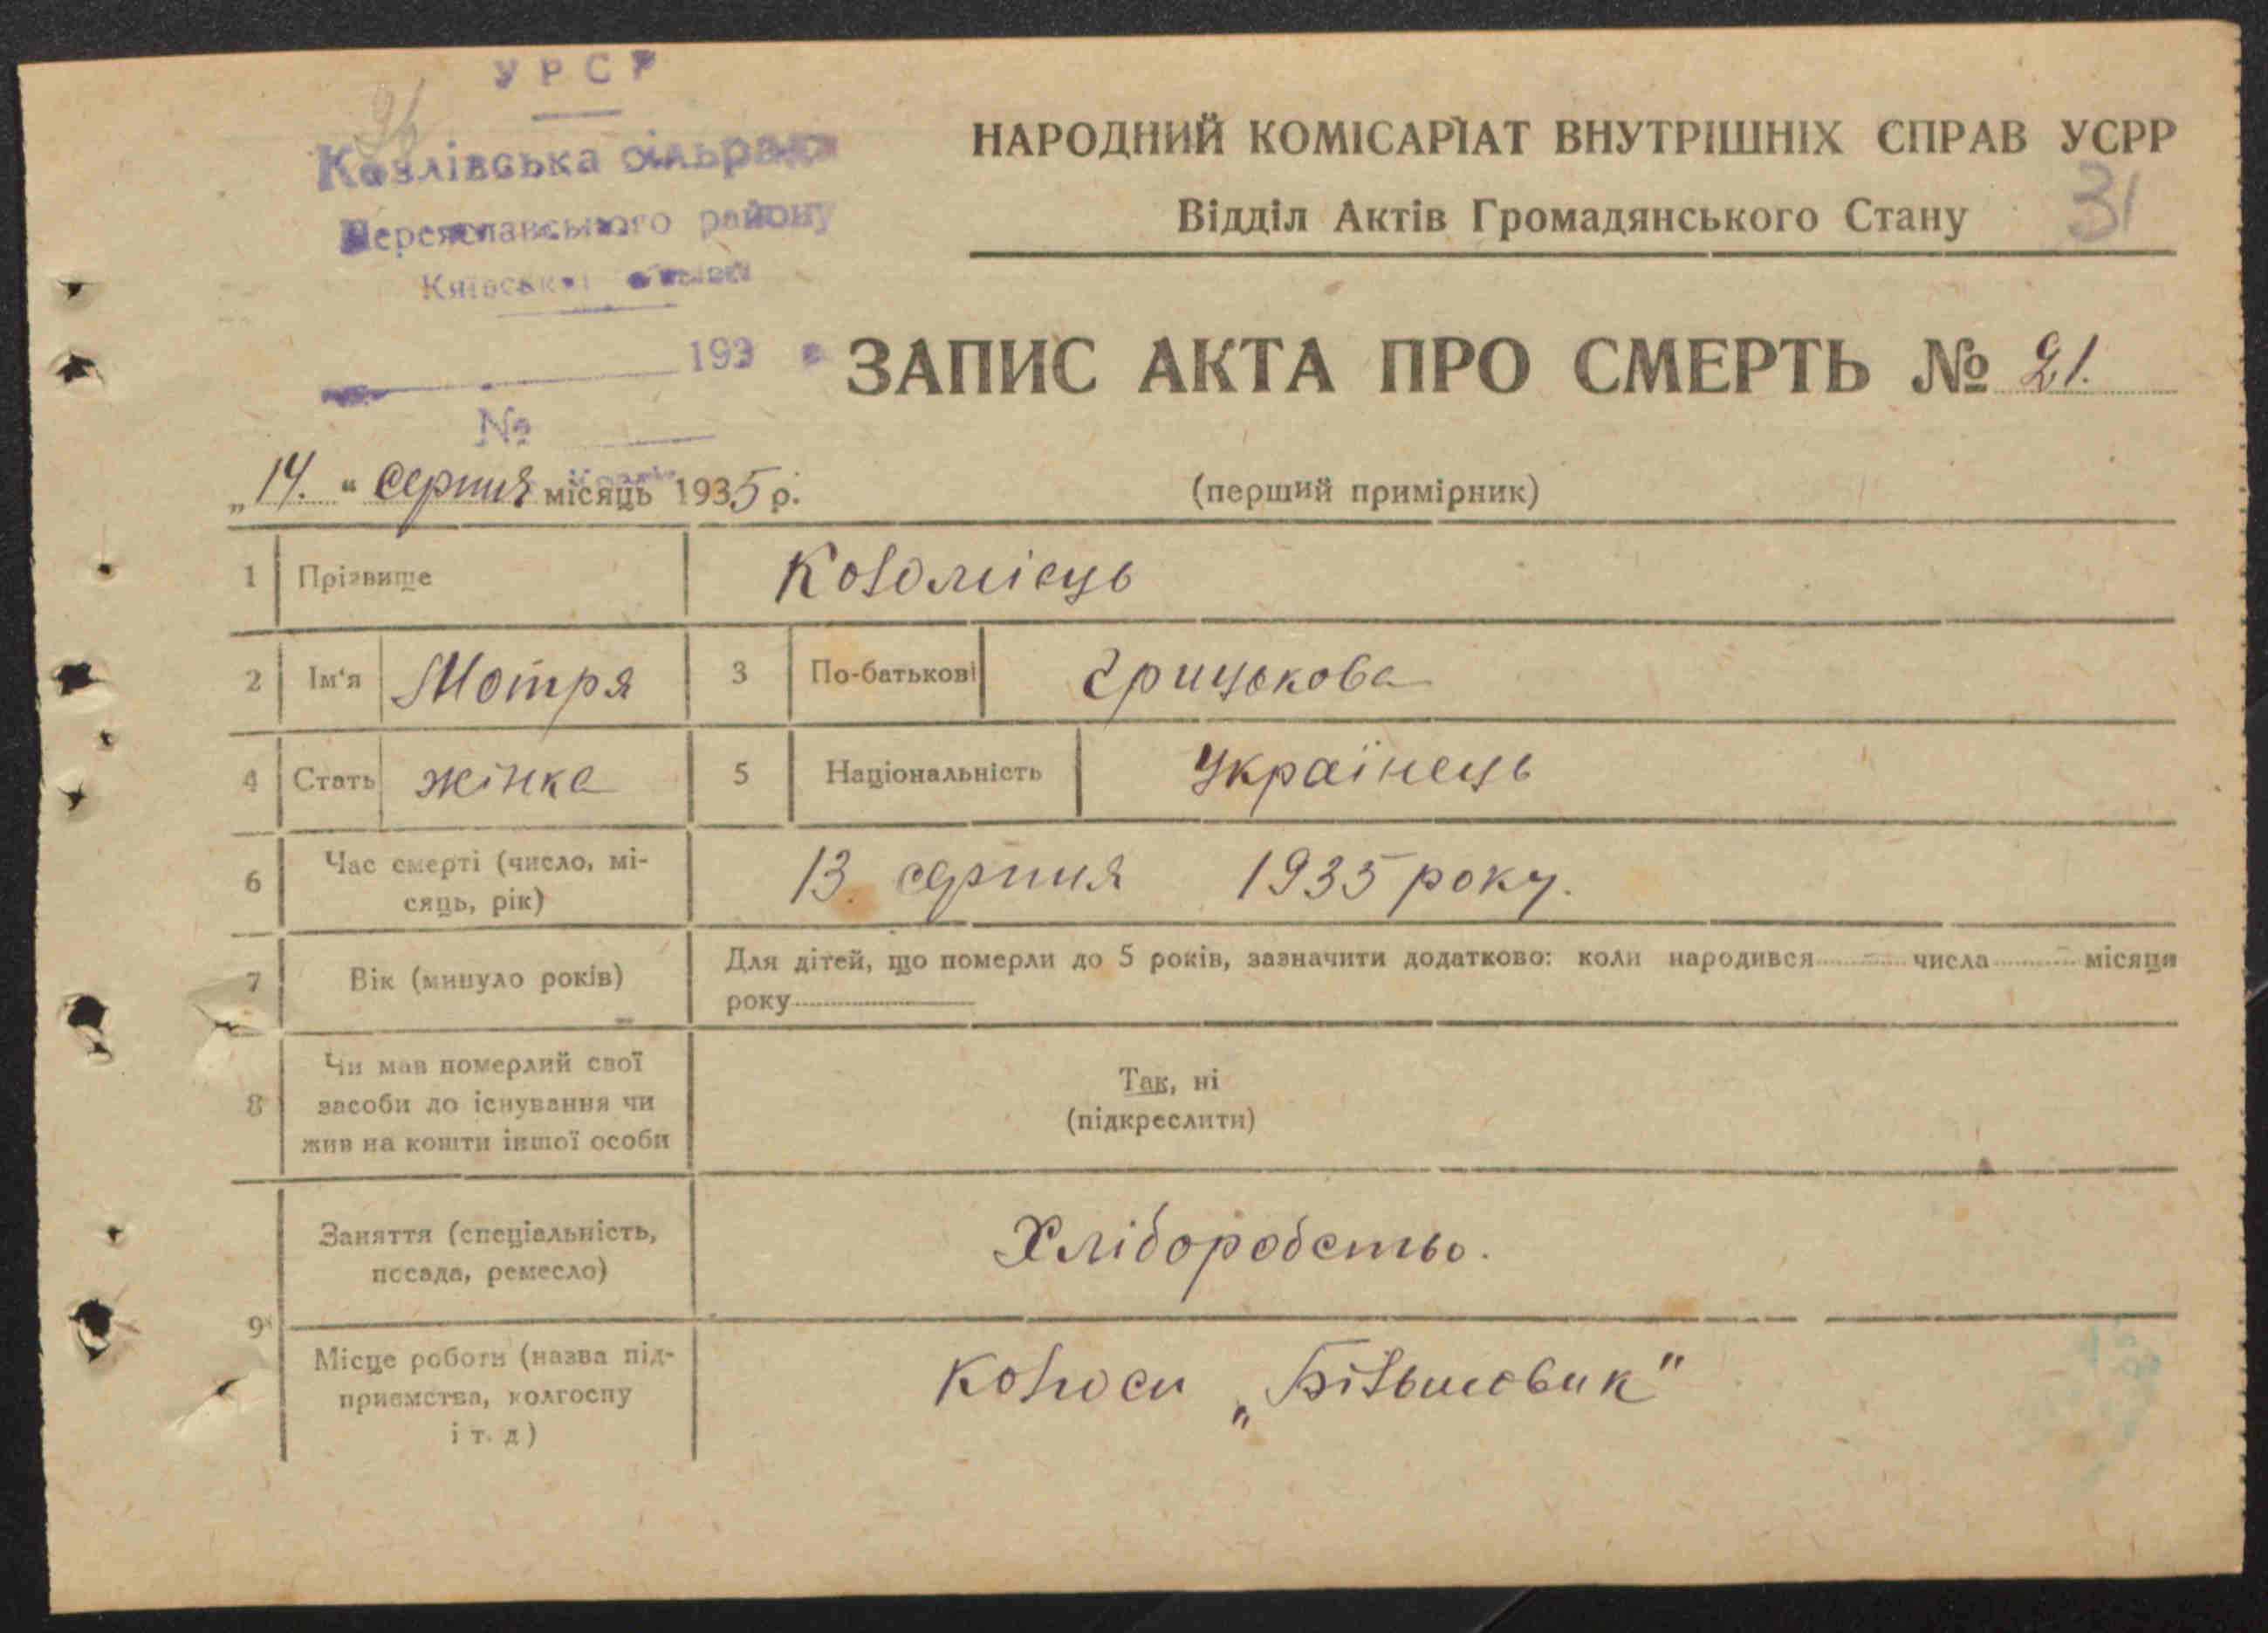 УРСР
96
Козлівська сільрада
Переяславського району
Київської області
193 р
№
НАРОДНИЙ КОМІСАРІАТ ВНУТРІШНІХ СПРАВ УСРР
Відділ Актів Громадянського Стану
31
ЗАПИС АКТА ПРО СМЕРТЬ № 21.
„14." серпня місяць 1935 р.
(перший примірник)
1 Прізвище Коломієць
2 Ім'я Мотря 3 По-батькові Грицькова
4 Стать жінка 5 Національність Українець
6 Час смерті (число, мі-
сяць, рік) 13. серпня 1935 року.
7 Вік (минуло років) Для дітей, що померли до 5 років, зазначити додатково: коли народився числа місяця
року
8 Чи мав померлий свої
засоби до існування чи
жив на кошти іншої особи
Так, ні
(підкреслити)
9 Заняття (спеціальність,
посада, ремесло) Хліборобство.
Місце роботи (назва під-
приємства, колгоспу
і т. д) Колгосп „Більшовик"